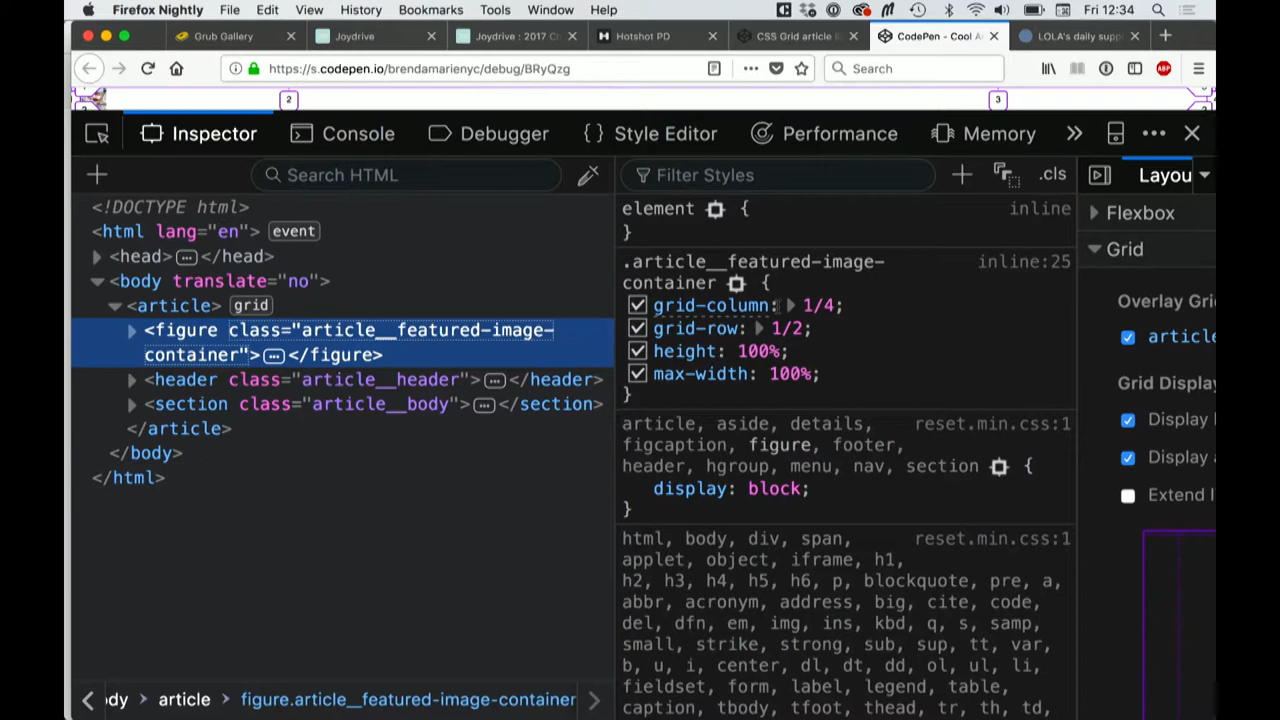 Firefox Nightly File Edit View History Bookmarks Tools Window Help Fri 12:34
Grub Gallery Joydrive Joydrive : 2017 C Hotshot PD CSS Grid article CodePen - Cool A LOLA's daily supp
https://s.codepen.io/brendamarienyc/debug/BRyQzg Search
2 3
Inspector Console Debugger Style Editor Performance Memory
Search HTML
Filter Styles .cls Layou
<!DOCTYPE html>
<html lang="en"> event
<head> </head>
<body translate="no">
<article> grid
<figure class="article__featured-image-
container"> </figure>
<header class="article__header"> </header>
<section class="article__body"> </section>
</article>
</body>
</html>
element { inline
}
.article__featured-image- inline:25
container {
grid-column: 1/4;
grid-row: 1/2;
height: 100%;
max-width: 100%;
}
article, aside, details, reset.min.css:1
figcaption, figure, footer,
header, hgroup, menu, nav, section {
display: block;
}
html, body, div, span, reset.min.css:1
applet, object, iframe, h1,
h2, h3, h4, h5, h6, p, blockquote, pre, a,
abbr, acronym, address, big, cite, code,
del, dfn, em, img, ins, kbd, q, s, samp,
small, strike, strong, sub, sup, tt, var,
b, u, i, center, dl, dt, dd, ol, ul, li,
fieldset, form, label, legend, table,
caption, tbody, tfoot, thead, tr, th, td,
Flexbox
Grid
Overlay Gr
article
Grid Display
Display
Display a
Extend l
ody article figure.article__featured-image-container